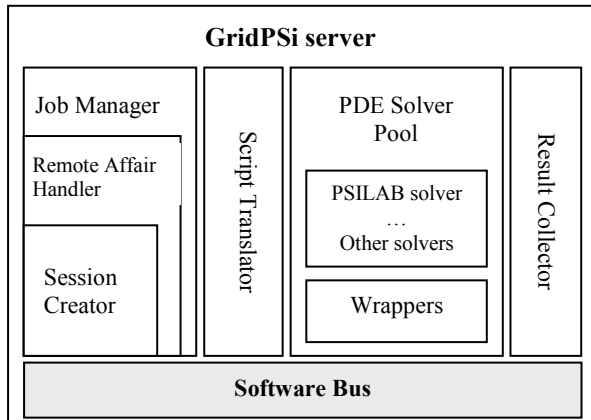 GridPSi server
Job Manager
Remote Affair
Handler
Session
Creator
Script Translator
PDE Solver
Pool
PSILAB solver
…
Other solvers
Wrappers
Result Collector
Software Bus